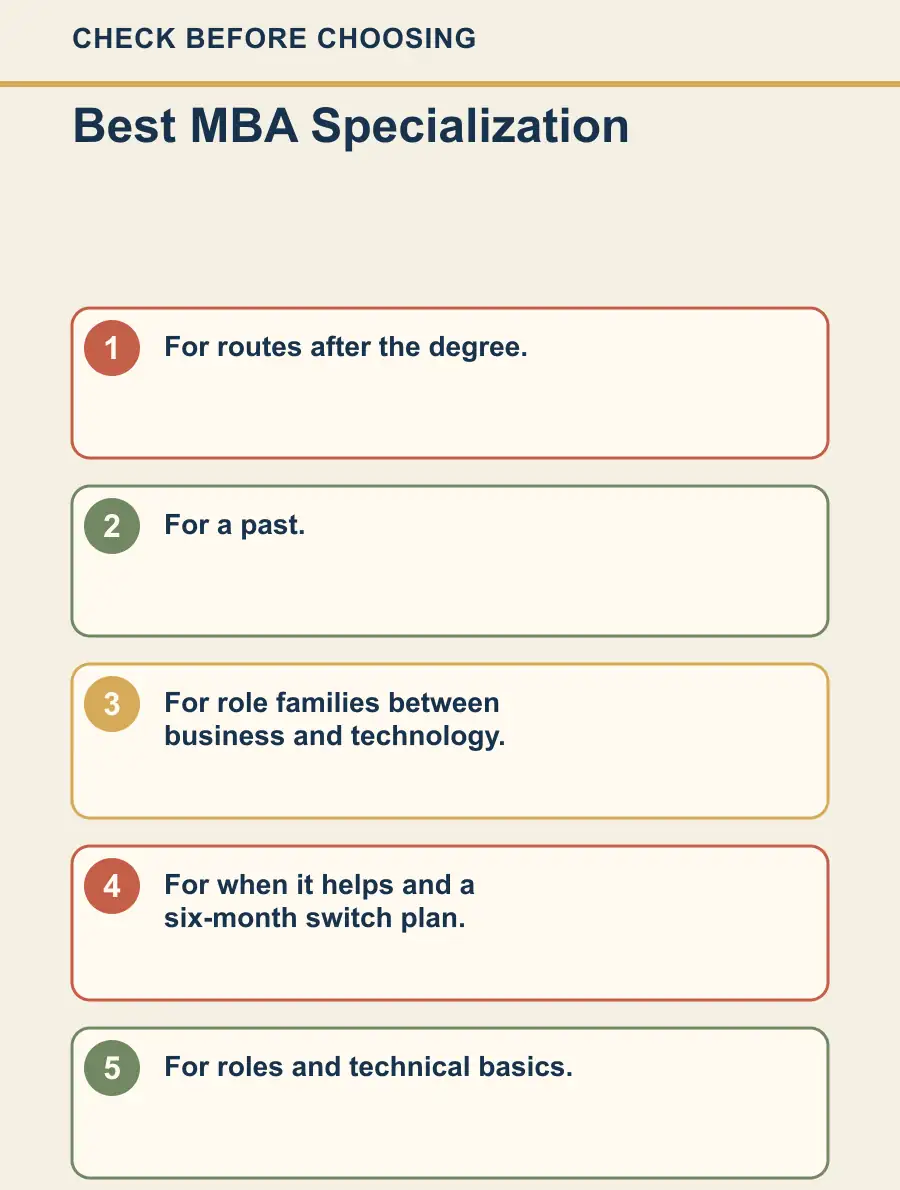 CHECK BEFORE CHOOSING
Best MBA Specialization
1
For routes after the degree.
2
For a past.
3
For role families between
business and technology.
4
For when it helps and a
six-month switch plan.
5
For roles and technical basics.